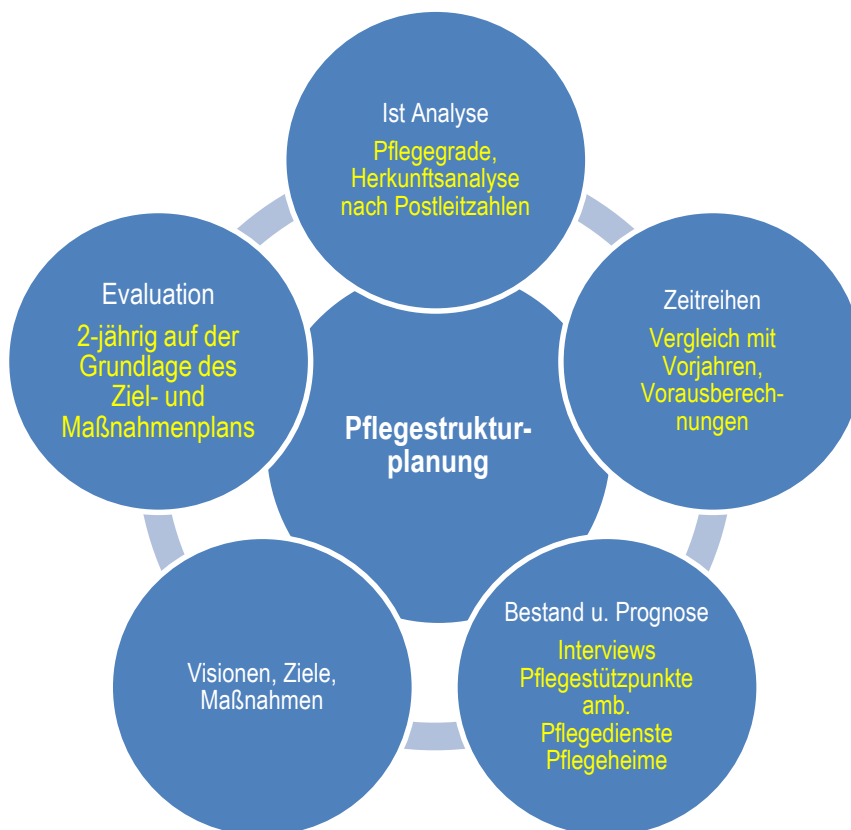 Ist Analyse
Pflegegrade,
Herkunftsanalyse
nach Postleitzahlen
Zeitreihen
Vergleich mit
Vorjahren,
Vorausberech-
nungen
Bestand u. Prognose
Interviews
Pflegestützpunkte
amb.
Pflegedienste
Pflegeheime
Visionen, Ziele,
Maßnahmen
Evaluation
2-jährig auf der
Grundlage des
Ziel- und
Maßnahmenplans
Pflegestruktur-
planung